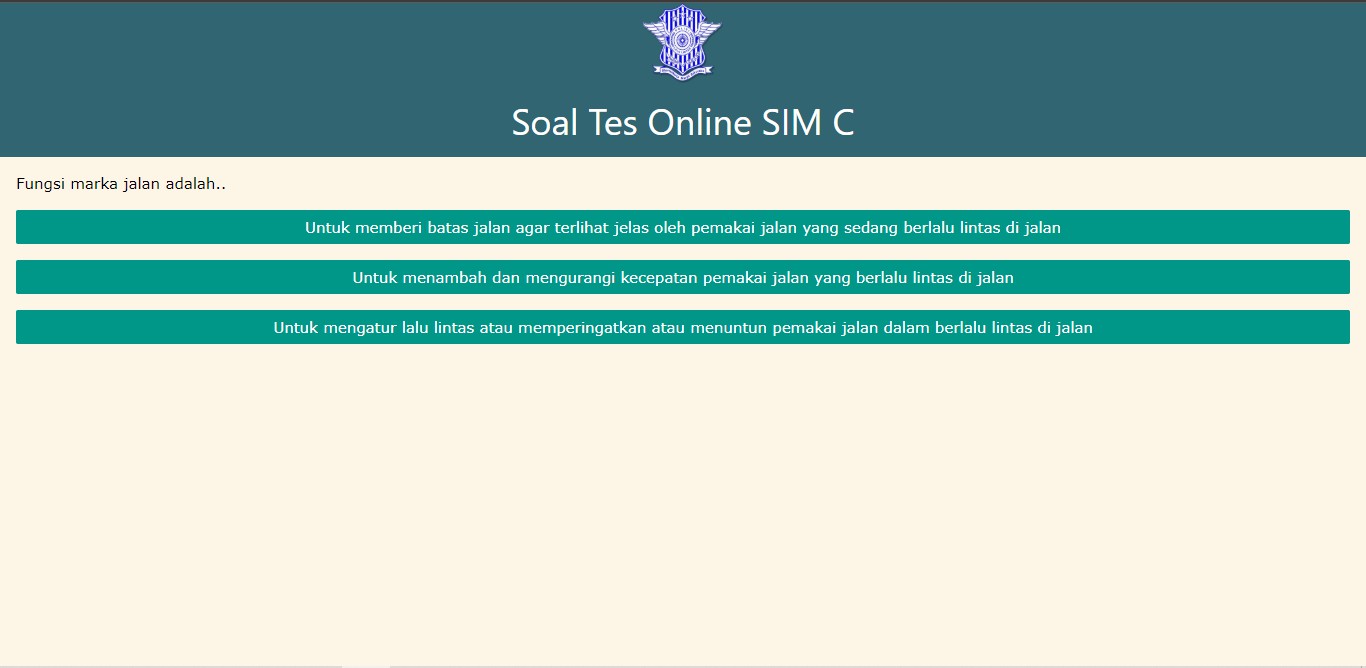 Soal Tes Online SIM C
Fungsi marka jalan adalah..
Untuk memberi batas jalan agar terlihat jelas oleh pemakai jalan yang sedang berlalu lintas di jalan
Untuk menambah dan mengurangi kecepatan pemakai jalan yang berlalu lintas di jalan
Untuk mengatur lalu lintas atau memperingatkan atau menuntun pemakai jalan dalam berlalu lintas di jalan